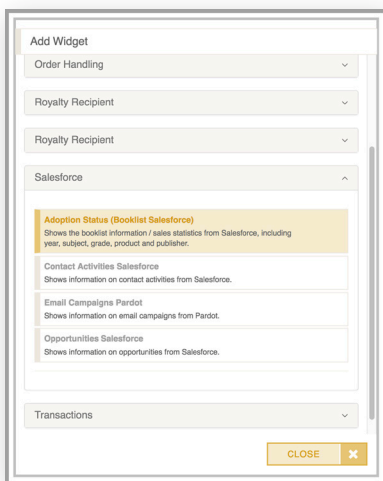 Add Widget
Order Handling
Royalty Recipient
Royalty Recipient
Salesforce
Adoption Status (Booklist Salesforce)
Shows the booklist information / sales statistics from Salesforce, including
year, subject, grade, product and publisher.
Contact Activities Salesforce
Shows information on contact activities from Salesforce.
Email Campaigns Pardot
Shows information on email campaigns from Pardot.
Opportunities Salesforce
Shows information on opportunities from Salesforce.
Transactions
CLOSE